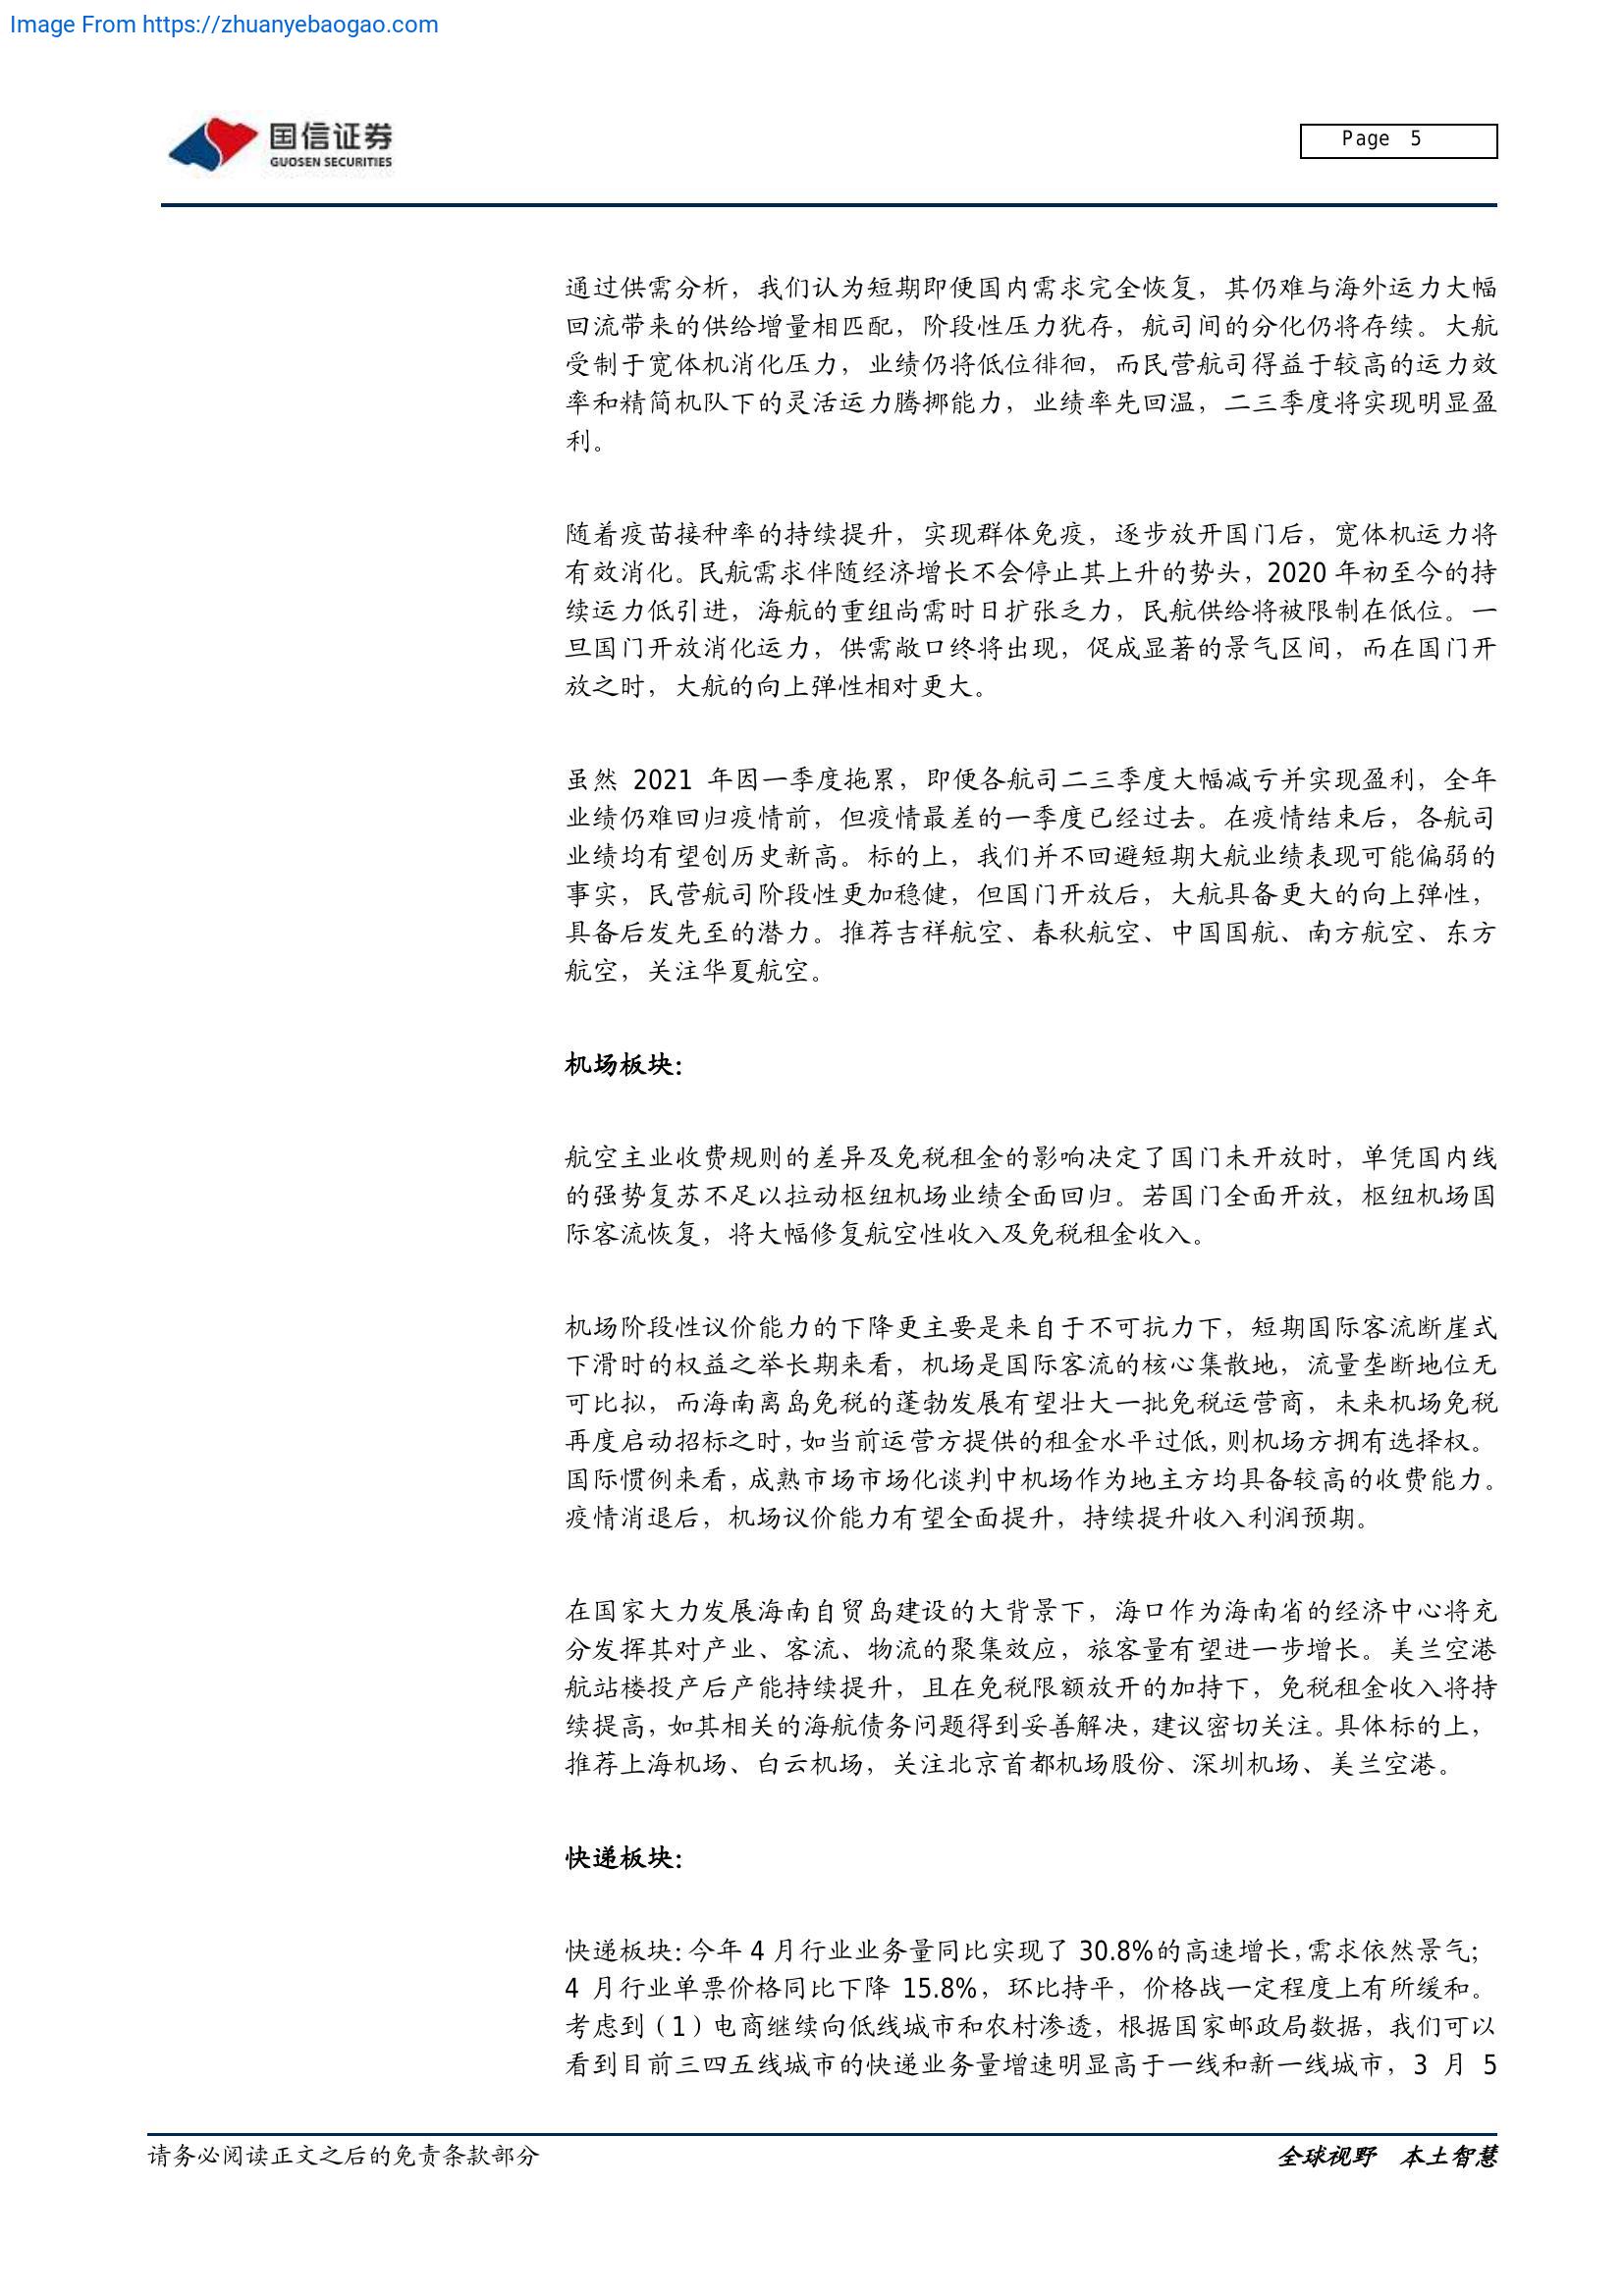 Image From https://zhuanyebaogao.com
国信证券
GUOSEN SECURITIES
Page 5
通过供需分析，我们认为短期即便国内需求完全恢复，其仍难与海外运力大幅
回流带来的供给增量相匹配，阶段性压力犹存，航司间的分化仍将存续。大航
受制于宽体机消化压力，业绩仍将低位徘徊，而民营航司得益于较高的运力效
率和精简机队下的灵活运力腾挪能力，业绩率先回温，二三季度将实现明显盈
利。
随着疫苗接种率的持续提升，实现群体免疫，逐步放开国门后，宽体机运力将
有效消化。民航需求伴随经济增长不会停止其上升的势头，2020 年初至今的持
续运力低引进，海航的重组尚需时日扩张乏力，民航供给将被限制在低位。一
旦国门开放消化运力，供需敞口终将出现，促成显著的景气区间，而在国门开
放之时，大航的向上弹性相对更大。
虽然 2021 年因一季度拖累，即便各航司二三季度大幅减亏并实现盈利，全年
业绩仍难回归疫情前，但疫情最差的一季度已经过去。在疫情结束后，各航司
业绩均有望创历史新高。标的上，我们并不回避短期大航业绩表现可能偏弱的
事实，民营航司阶段性更加稳健，但国门开放后，大航具备更大的向上弹性，
具备后发先至的潜力。推荐吉祥航空、春秋航空、中国国航、南方航空、东方
航空，关注华夏航空。
机场板块：
航空主业收费规则的差异及免税租金的影响决定了国门未开放时，单凭国内线
的强势复苏不足以拉动枢纽机场业绩全面回归。若国门全面开放，枢纽机场国
际客流恢复，将大幅修复航空性收入及免税租金收入。
机场阶段性议价能力的下降更主要是来自于不可抗力下，短期国际客流断崖式
下滑时的权益之举长期来看，机场是国际客流的核心集散地，流量垄断地位无
可比拟，而海南离岛免税的蓬勃发展有望壮大一批免税运营商，未来机场免税
再度启动招标之时，如当前运营方提供的租金水平过低，则机场方拥有选择权。
国际惯例来看，成熟市场市场化谈判中机场作为地主方均具备较高的收费能力。
疫情消退后，机场议价能力有望全面提升，持续提升收入利润预期。
在国家大力发展海南自贸岛建设的大背景下，海口作为海南省的经济中心将充
分发挥其对产业、客流、物流的聚集效应，旅客量有望进一步增长。美兰空港
航站楼投产后产能持续提升，且在免税限额放开的加持下，免税租金收入将持
续提高，如其相关的海航债务问题得到妥善解决，建议密切关注。具体标的上，
推荐上海机场、白云机场，关注北京首都机场股份、深圳机场、美兰空港。
快递板块：
快递板块：今年 4 月行业业务量同比实现了 30.8%的高速增长，需求依然景气；
4 月行业单票价格同比下降 15.8%，环比持平，价格战一定程度上有所缓和。
考虑到（1）电商继续向低线城市和农村渗透，根据国家邮政局数据，我们可以
看到目前三四五线城市的快递业务量增速明显高于一线和新一线城市，3 月 5
请务必阅读正文之后的免责条款部分
全球视野 本土智慧